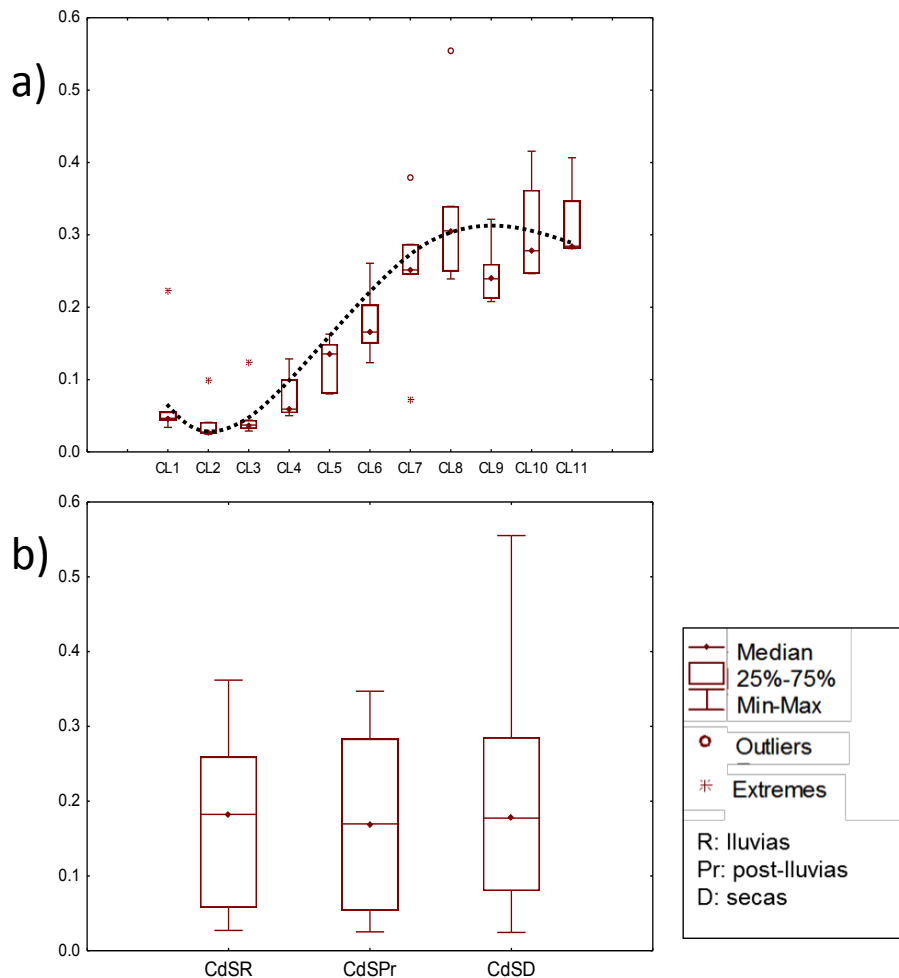 a)
0.6
0.5
0.4
0.3
0.2
0.1
0.0
CL1 CL2 CL3 CL4 CL5 CL6 CL7 CL8 CL9 CL10 CL11
b)
0.6
0.5
0.4
0.3
0.2
0.1
0.0
CdSR CdSPr CdSD
Median
25%-75%
Min-Max
Outliers
Extremes
R: lluvias
Pr: post-lluvias
D: secas